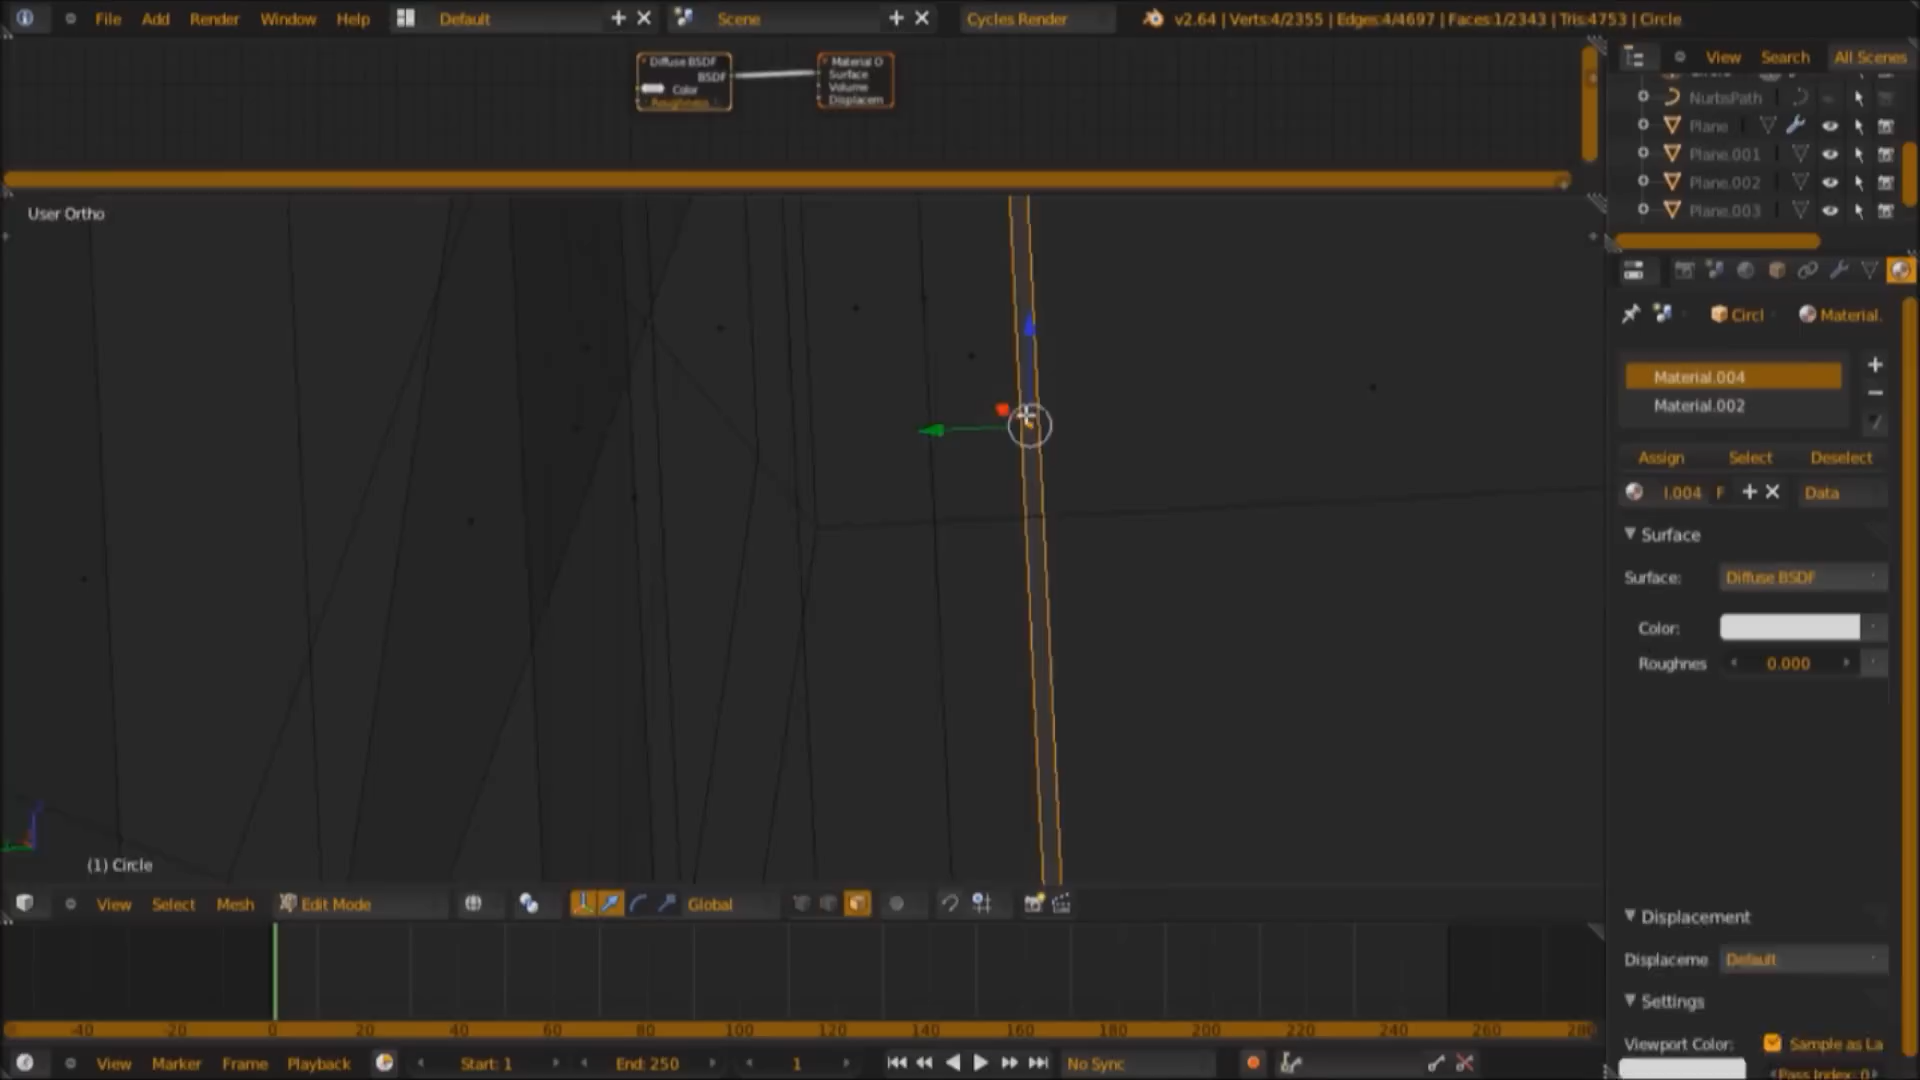 File Add Render Window Help Default Scene Cycles Render v2.64 | Verts:4/2355 | Edges:4/4697 | Faces:1/2343 | Tris:4753 | Circle
View Search All Scenes
Diffuse BSDF
BSDF
Color
Roughness
Material O
Surface
Volume
Displacem
NurbsPath
Plane
Plane.001
Plane.002
Plane.003
User Ortho
Circl Material.
Material.004
Material.002
Assign Select Deselect
I.004 F Data
Surface
Surface: Diffuse BSDF
Color:
Roughnes 0.000
Displacement
Displaceme Default
Settings
Viewport Color: Sample as La
Pass Index: 0
(1) Circle
View Select Mesh Edit Mode Global
-40 -20 0 20 40 60 80 100 120 140 160 180 200 220 240 260 280
View Marker Frame Playback Start: 1 End: 250 1 No Sync